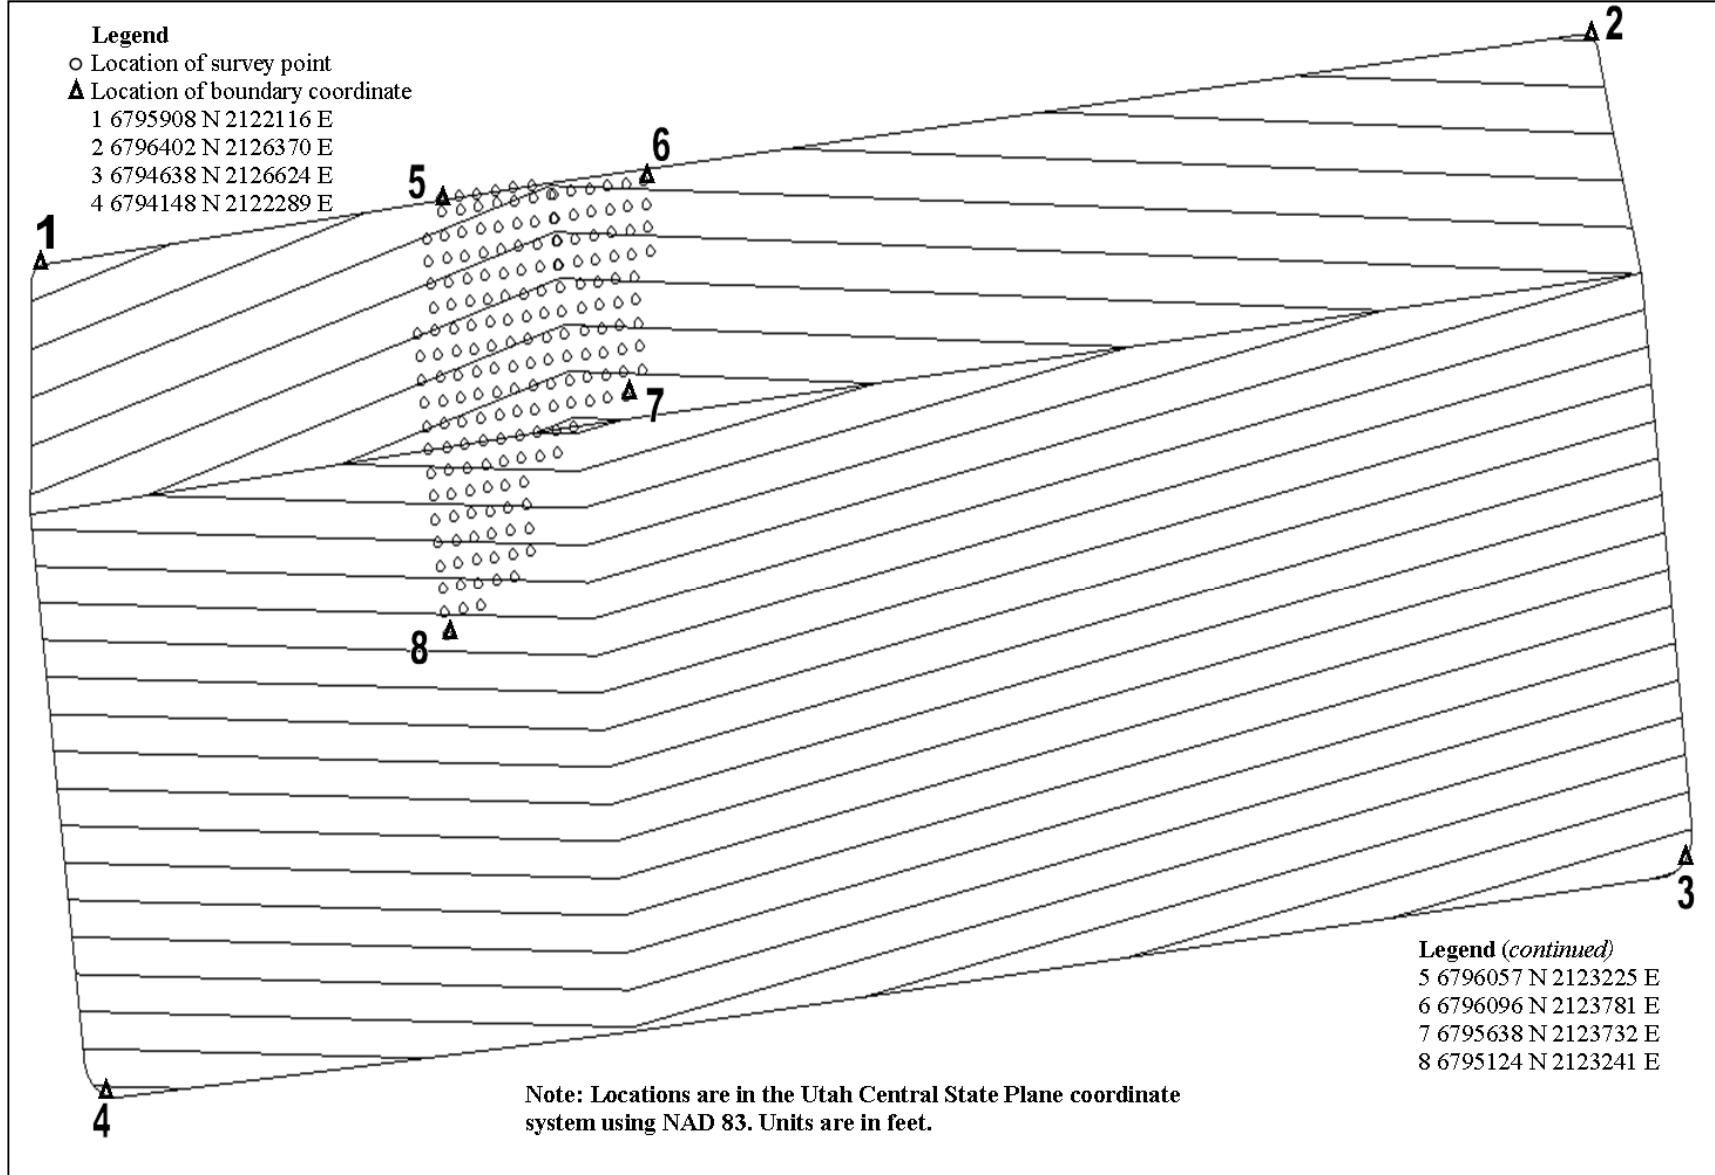 Legend
Location of survey point
Location of boundary coordinate
1 6795908 N 2122116 E
2 6796402 N 2126370 E
3 6794638 N 2126624 E
4 6794148 N 2122289 E
2
6
5
1
7
8
3
Legend (continued)
5 6796057 N 2123225 E
6 6796096 N 2123781 E
7 6795638 N 2123732 E
8 6795124 N 2123241 E
4
Note: Locations are in the Utah Central State Plane coordinate
system using NAD 83. Units are in feet.